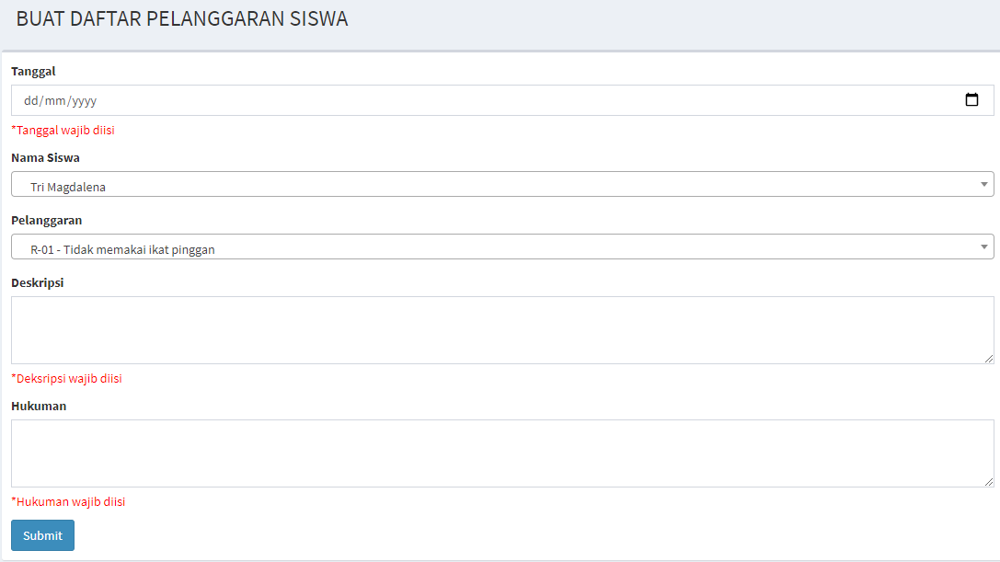 BUAT DAFTAR PELANGGARAN SISWA
Tanggal
dd/mm/yyyy
*Tanggal wajib diisi
Nama Siswa
Tri Magdalena
Pelanggaran
R-01 - Tidak memakai ikat pinggan
Deskripsi
*Deksripsi wajib diisi
Hukuman
*Hukuman wajib diisi
Submit